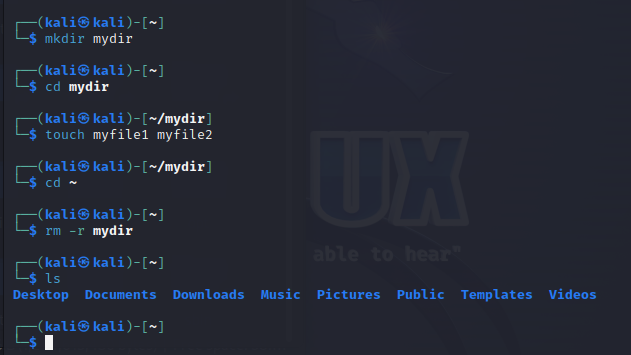 ┌──(kali㉿kali)-[~]
└─$ mkdir mydir
┌──(kali㉿kali)-[~]
└─$ cd mydir
┌──(kali㉿kali)-[~/mydir]
└─$ touch myfile1 myfile2
┌──(kali㉿kali)-[~/mydir]
└─$ cd ~
┌──(kali㉿kali)-[~]
└─$ rm -r mydir
┌──(kali㉿kali)-[~]
└─$ ls
Desktop Documents Downloads Music Pictures Public Templates Videos
┌──(kali㉿kali)-[~]
└─$
UX
able to hear"